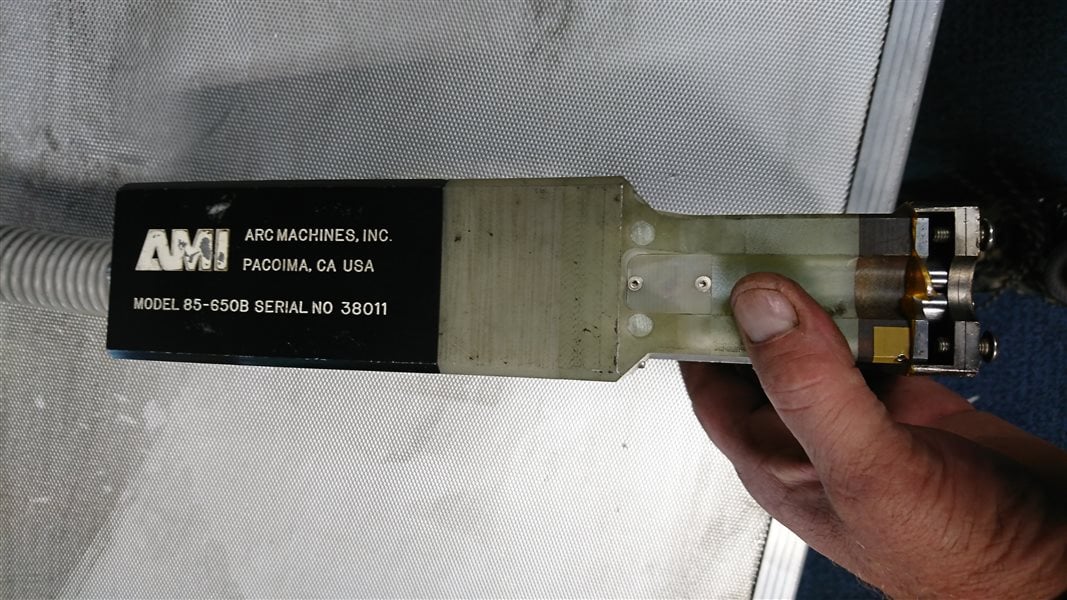 AMI
ARC MACHINES, INC.
PACOIMA, CA USA
MODEL 85-650B SERIAL NO 38011